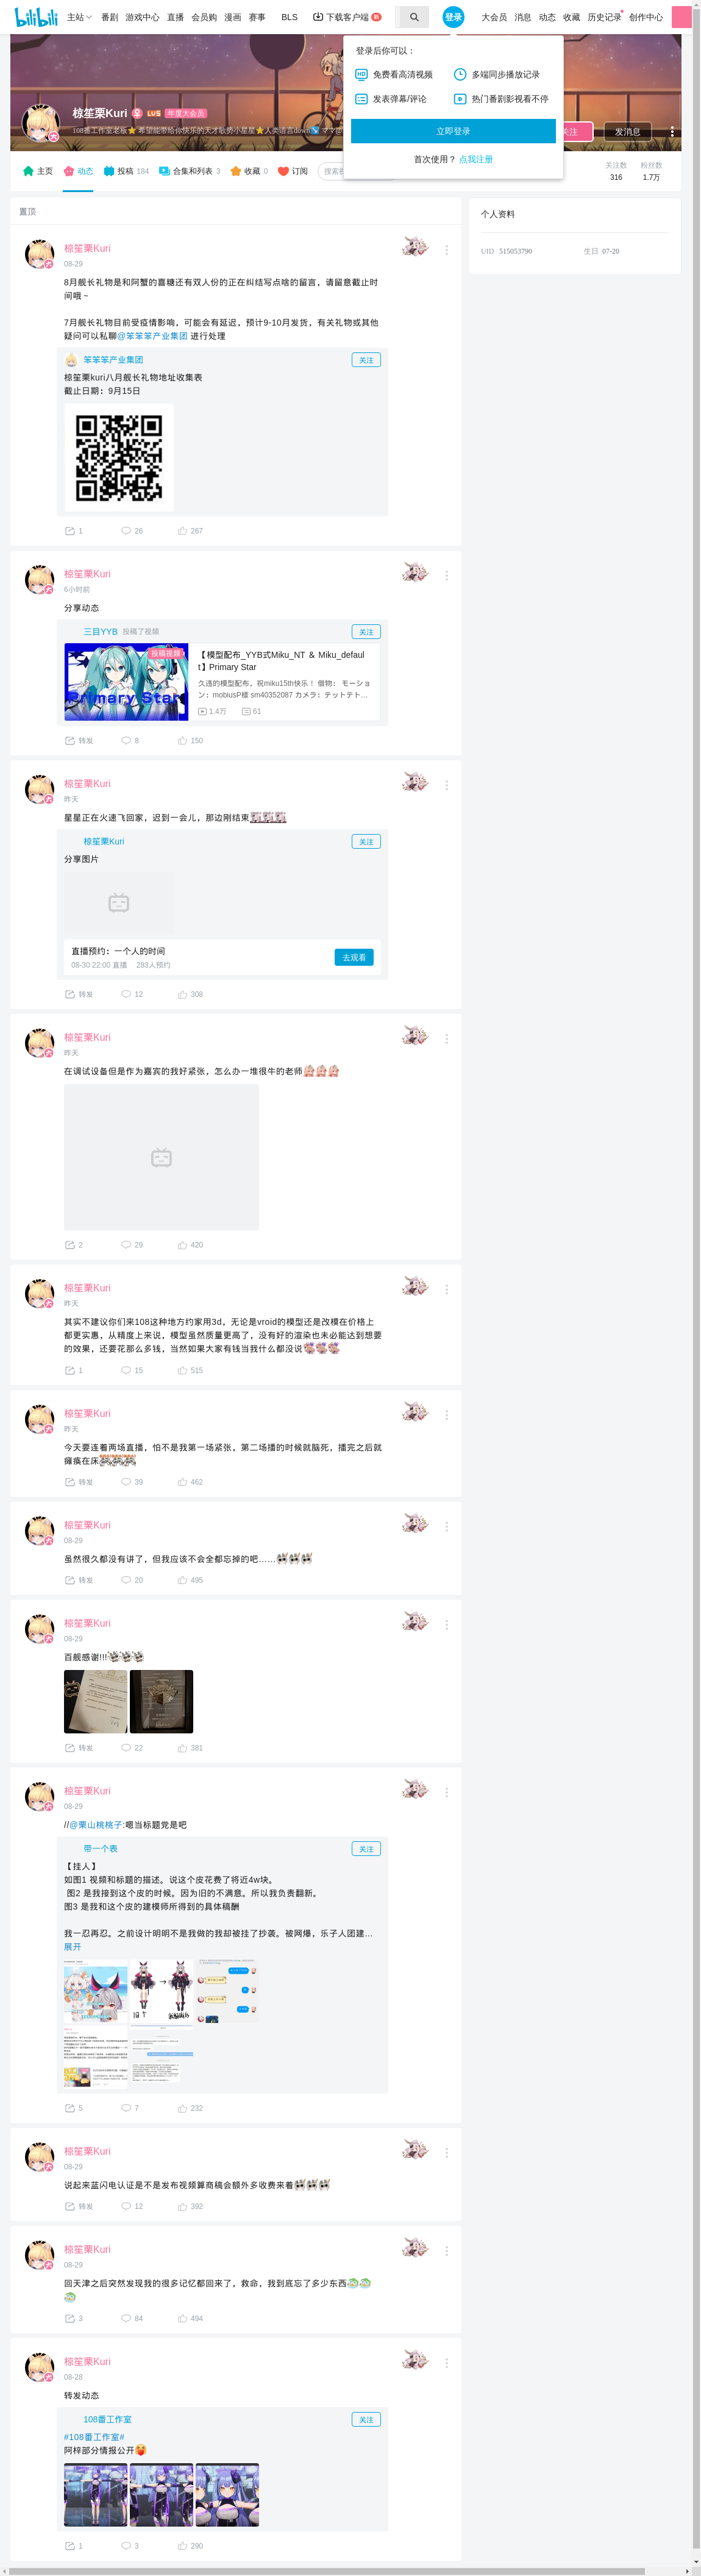 bilibili 主站 番剧 游戏中心 直播 会员购 漫画 赛事 BLS 下载客户端 登录 大会员 消息 动态 收藏 历史记录 创作中心
登录后你可以：
免费看高清视频 多端同步播放记录
发表弹幕/评论 热门番剧影视看不停
立即登录
首次使用？ 点我注册
椋笙栗Kuri LV6 年度大会员
108番工作室老板⭐ 希望能带给你快乐的天才歌势小星星⭐人类语言down
关注 发消息
主页 动态 投稿 184 合集和列表 3 收藏 0 订阅
关注数 粉丝数
316 1.7万
置顶
个人资料
UID 515053790 生日 07-20
椋笙栗Kuri
08-29
8月舰长礼物是和阿蟹的喜糖还有双人份的正在纠结写点啥的留言，请留意截止时
间哦～
7月舰长礼物目前受疫情影响，可能会有延迟，预计9-10月发货，有关礼物或其他
疑问可以私聊@笨笨笨产业集团 进行处理
笨笨笨产业集团 关注
椋笙栗kuri八月舰长礼物地址收集表
截止日期：9月15日
1 26 267
椋笙栗Kuri
6小时前
分享动态
三目YYB 投稿了视频 关注
投稿视频
Primary Star
【模型配布_YYB式Miku_NT ＆ Miku_defaul
t】Primary Star
久违的模型配布，祝miku15th快乐！ 借物： モーショ
ン：mobiusP様 sm40352087 カメラ：テットテト...
1.4万 61
转发 8 150
椋笙栗Kuri
昨天
星星正在火速飞回家，迟到一会儿，那边刚结束
椋笙栗Kuri 关注
分享图片
直播预约：一个人的时间
08-30 22:00 直播 283人预约
去观看
转发 12 308
椋笙栗Kuri
昨天
在调试设备但是作为嘉宾的我好紧张，怎么办一堆很牛的老师
2 29 420
椋笙栗Kuri
昨天
其实不建议你们来108这种地方约家用3d，无论是vroid的模型还是改模在价格上
都更实惠，从精度上来说，模型虽然质量更高了，没有好的渲染也未必能达到想要
的效果，还要花那么多钱，当然如果大家有钱当我什么都没说
1 15 515
椋笙栗Kuri
昨天
今天要连着两场直播，怕不是我第一场紧张，第二场播的时候就脑死，播完之后就
瘫痪在床
转发 39 462
椋笙栗Kuri
08-29
虽然很久都没有讲了，但我应该不会全都忘掉的吧……
转发 20 495
椋笙栗Kuri
08-29
百舰感谢!!!
转发 22 381
椋笙栗Kuri
08-29
//@栗山桃桃子:嗯当标题党是吧
带一个表 关注
【挂人】
如图1 视频和标题的描述。说这个皮花费了将近4w块。
图2 是我接到这个皮的时候。因为旧的不满意。所以我负责翻新。
图3 是我和这个皮的建模师所得到的具体稿酬
我一忍再忍。之前设计明明不是我做的我却被挂了抄袭。被网爆，乐子人团建...
展开
5 7 232
椋笙栗Kuri
08-29
说起来蓝闪电认证是不是发布视频算商稿会额外多收费来着
转发 12 392
椋笙栗Kuri
08-29
回天津之后突然发现我的很多记忆都回来了，救命，我到底忘了多少东西
3 84 494
椋笙栗Kuri
08-28
转发动态
108番工作室 关注
#108番工作室#
阿梓部分情报公开
1 3 290